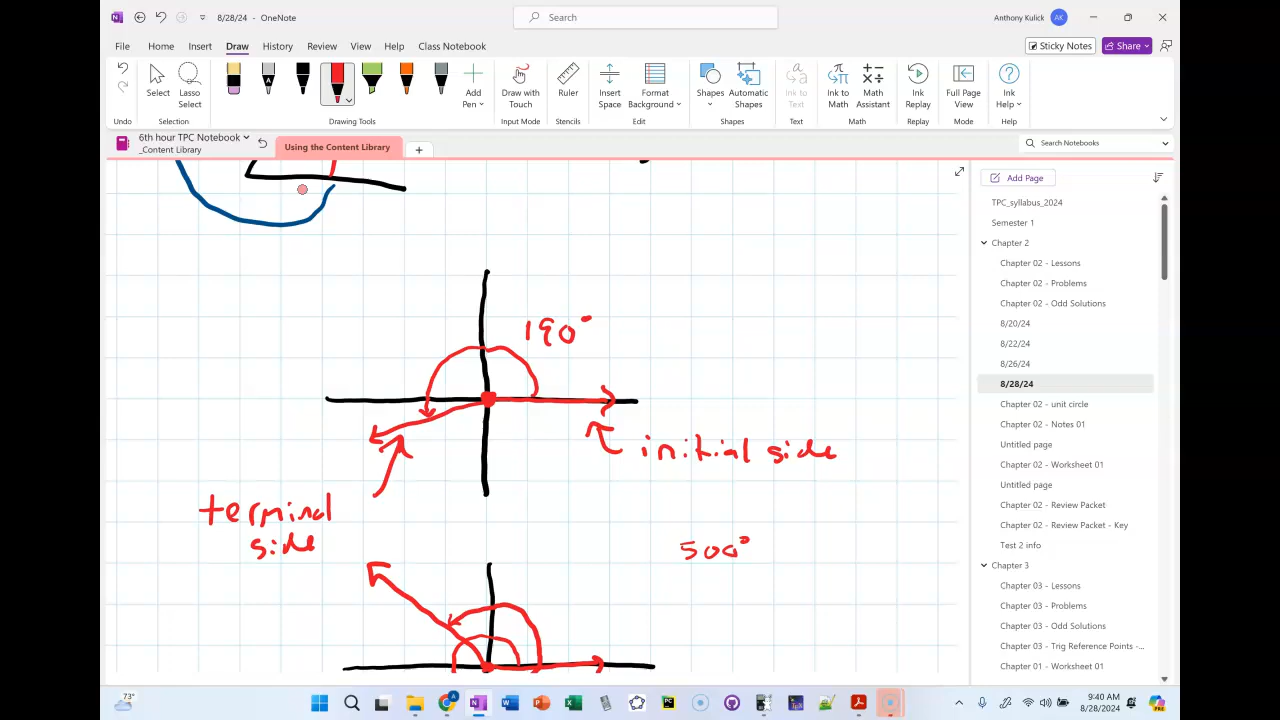 8/28/24 - OneNote
Search
Anthony Kulick
AK
File Home Insert Draw History Review View Help Class Notebook
Sticky Notes
Share
Undo
Select
Lasso Select
Selection
Add Pen
Drawing Tools
Draw with Touch
Input Mode
Ruler
Stencils
Insert Space
Format Background
Edit
Shapes
Automatic Shapes
Shapes
Ink to Text
Text
Ink to Math
Math Assistant
Math
Ink Replay
Replay
Full Page View
Mode
Ink Help
Help
6th hour TPC Notebook
_Content Library
Using the Content Library
Search Notebooks
Add Page
TPC_syllabus_2024
Semester 1
Chapter 2
Chapter 02 - Lessons
Chapter 02 - Problems
Chapter 02 - Odd Solutions
8/20/24
8/22/24
8/26/24
8/28/24
Chapter 02 - unit circle
Chapter 02 - Notes 01
Untitled page
Chapter 02 - Worksheet 01
Untitled page
Chapter 02 - Review Packet
Chapter 02 - Review Packet - Key
Test 2 info
Chapter 3
Chapter 03 - Lessons
Chapter 03 - Problems
Chapter 03 - Odd Solutions
Chapter 03 - Trig Reference Points -...
Chapter 01 - Worksheet 01
190°
initial side
terminal
side
500°
73°
9:40 AM
8/28/2024